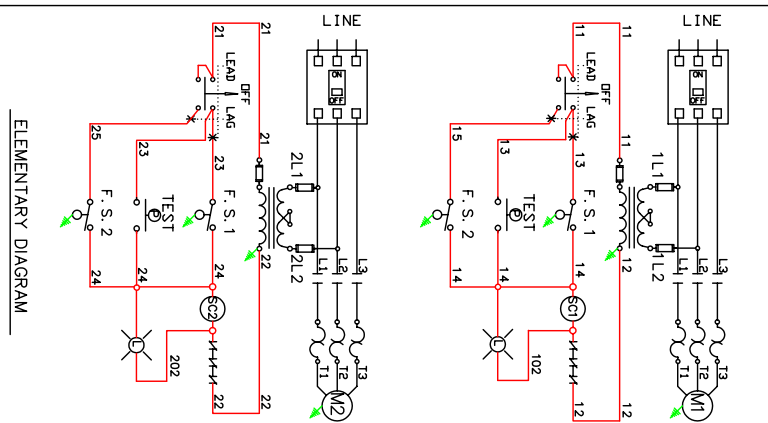 LINE
ON
OFF
21
21
LEAD
OFF
LAG
25
23
23
21
2L1
2L2
F.S.2
TEST
P
F.S.1
22
24
24
24
SC2
L
202
22
22
L1
L2
L3
T1
T2
T3
M2
LINE
ON
OFF
11
11
LEAD
OFF
LAG
15
13
13
11
1L1
1L2
F.S.2
TEST
P
F.S.1
12
14
14
14
SC1
L
102
12
12
L1
L2
L3
T1
T2
T3
M1
ELEMENTARY DIAGRAM